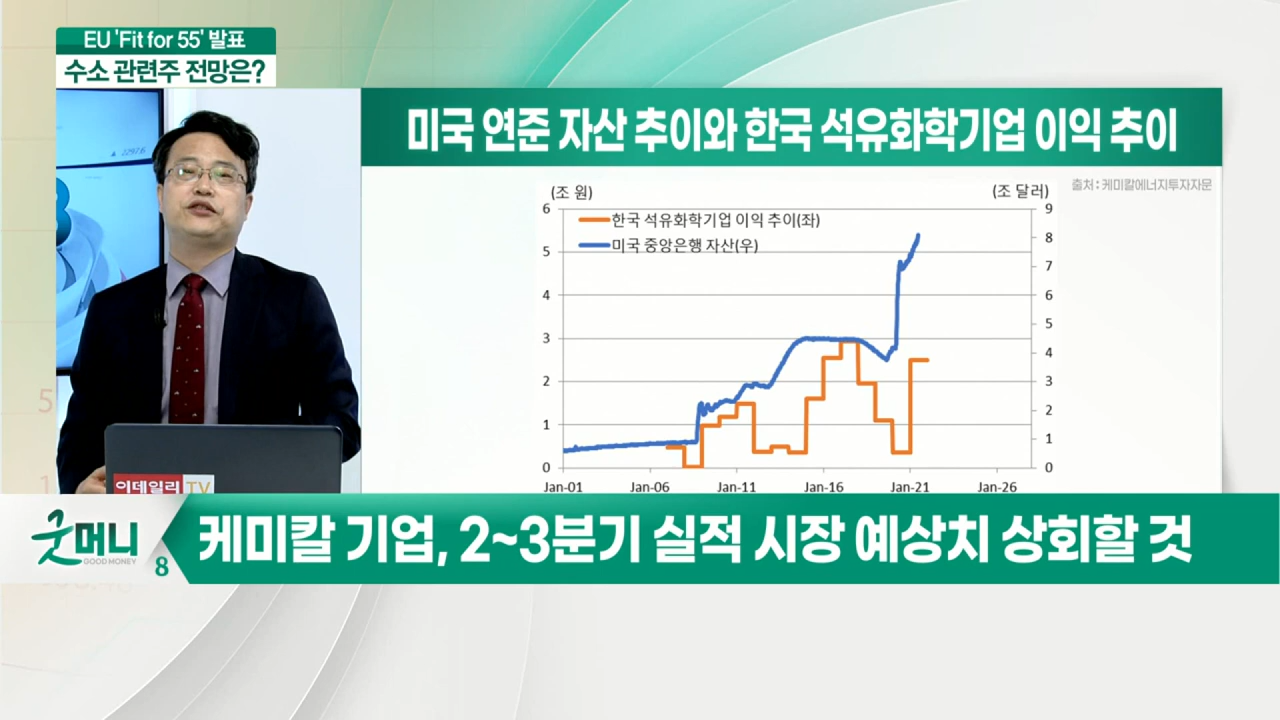 EU 'Fit for 55' 발표
수소 관련주 전망은?
미국 연준 자산 추이와 한국 석유화학기업 이익 추이
출처 : 케미칼에너지투자자문
(조 원)
(조 달러)
한국 석유화학기업 이익 추이(좌)
미국 중앙은행 자산(우)
6
5
4
3
2
1
0
9
8
7
6
5
4
3
2
1
0
Jan-01 Jan-06 Jan-11 Jan-16 Jan-21 Jan-26
이데일리 TV
굿머니
GOOD MONEY
8
케미칼 기업, 2~3분기 실적 시장 예상치 상회할 것